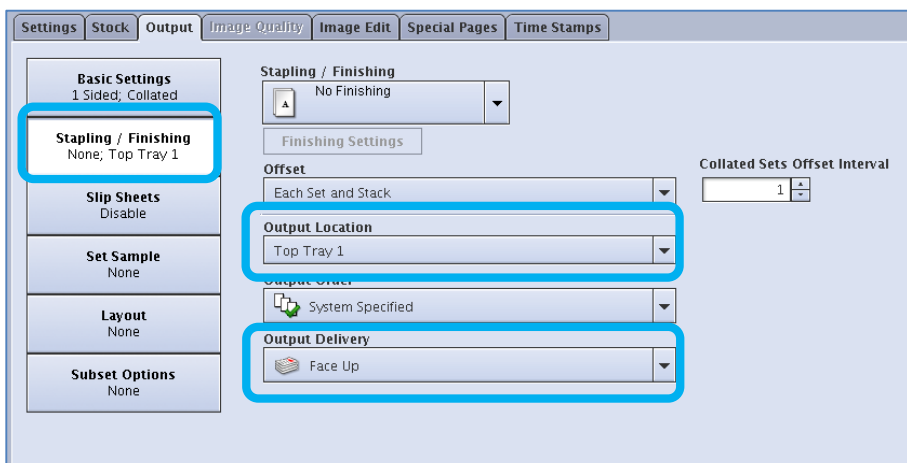 Settings Stock Output Image Quality Image Edit Special Pages Time Stamps
Basic Settings
1 Sided; Collated
Stapling / Finishing
None; Top Tray 1
Slip Sheets
Disable
Set Sample
None
Layout
None
Subset Options
None
Stapling / Finishing
A No Finishing
Finishing Settings
Offset
Each Set and Stack
Collated Sets Offset Interval
1
Output Location
Top Tray 1
Output Order
System Specified
Output Delivery
Face Up